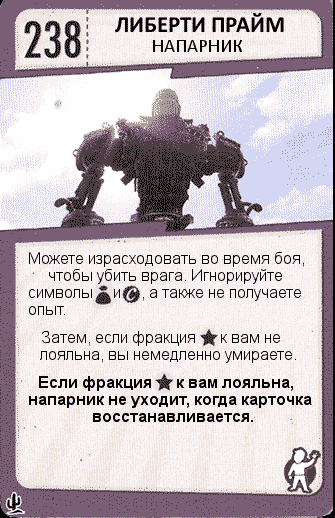 238
ЛИБЕРТИ ПРАЙМ
НАПАРНИК
Можете израсходовать во время боя,
чтобы убить врага. Игнорируйте
символы и , а также не получаете
опыт.
Затем, если фракция к вам не
лояльна, вы немедленно умираете.
Если фракция к вам лояльна,
напарник не уходит, когда карточка
восстанавливается.